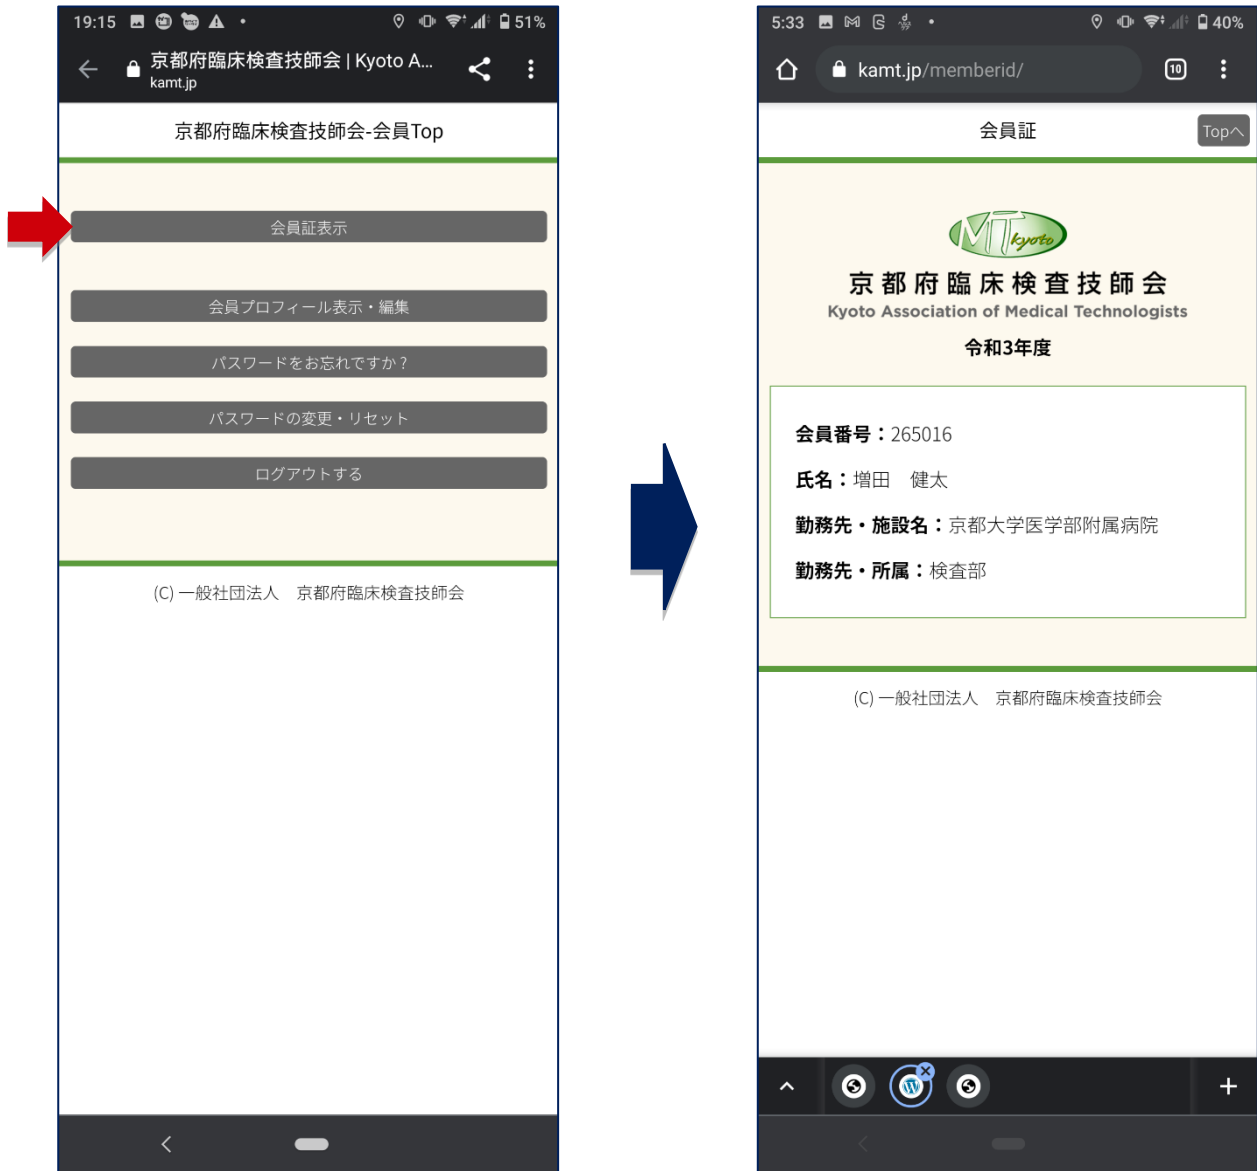 19:15
51%
京都府臨床検査技師会 | Kyoto A...
kamt.jp
京都府臨床検査技師会-会員Top
会員証表示
会員プロフィール表示・編集
パスワードをお忘れですか？
パスワードの変更・リセット
ログアウトする
(C) 一般社団法人　京都府臨床検査技師会
5:33
40%
kamt.jp/memberid/
10
会員証
Topへ
MTkyoto
京都府臨床検査技師会
Kyoto Association of Medical Technologists
令和3年度
会員番号：265016
氏名：増田　健太
勤務先・施設名：京都大学医学部附属病院
勤務先・所属：検査部
(C) 一般社団法人　京都府臨床検査技師会